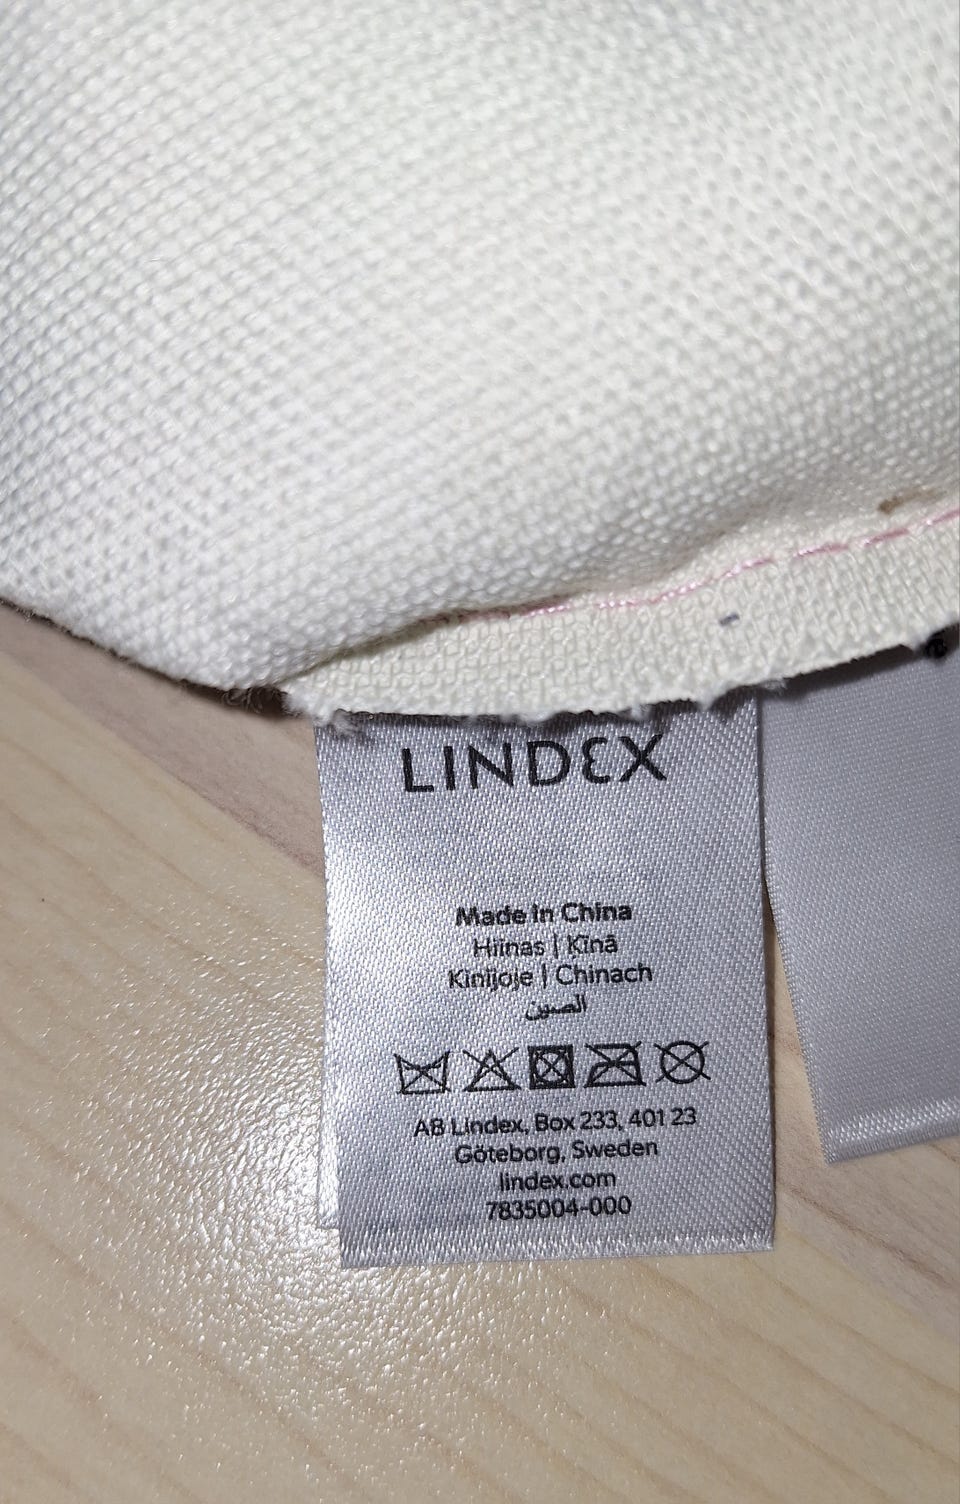 LINDEX
Made in China
Hiinas | Ķīnā
Kinijoje | Chinach
الصين
AB Lindex, Box 233, 401 23
Göteborg, Sweden
lindex.com
7835004-000